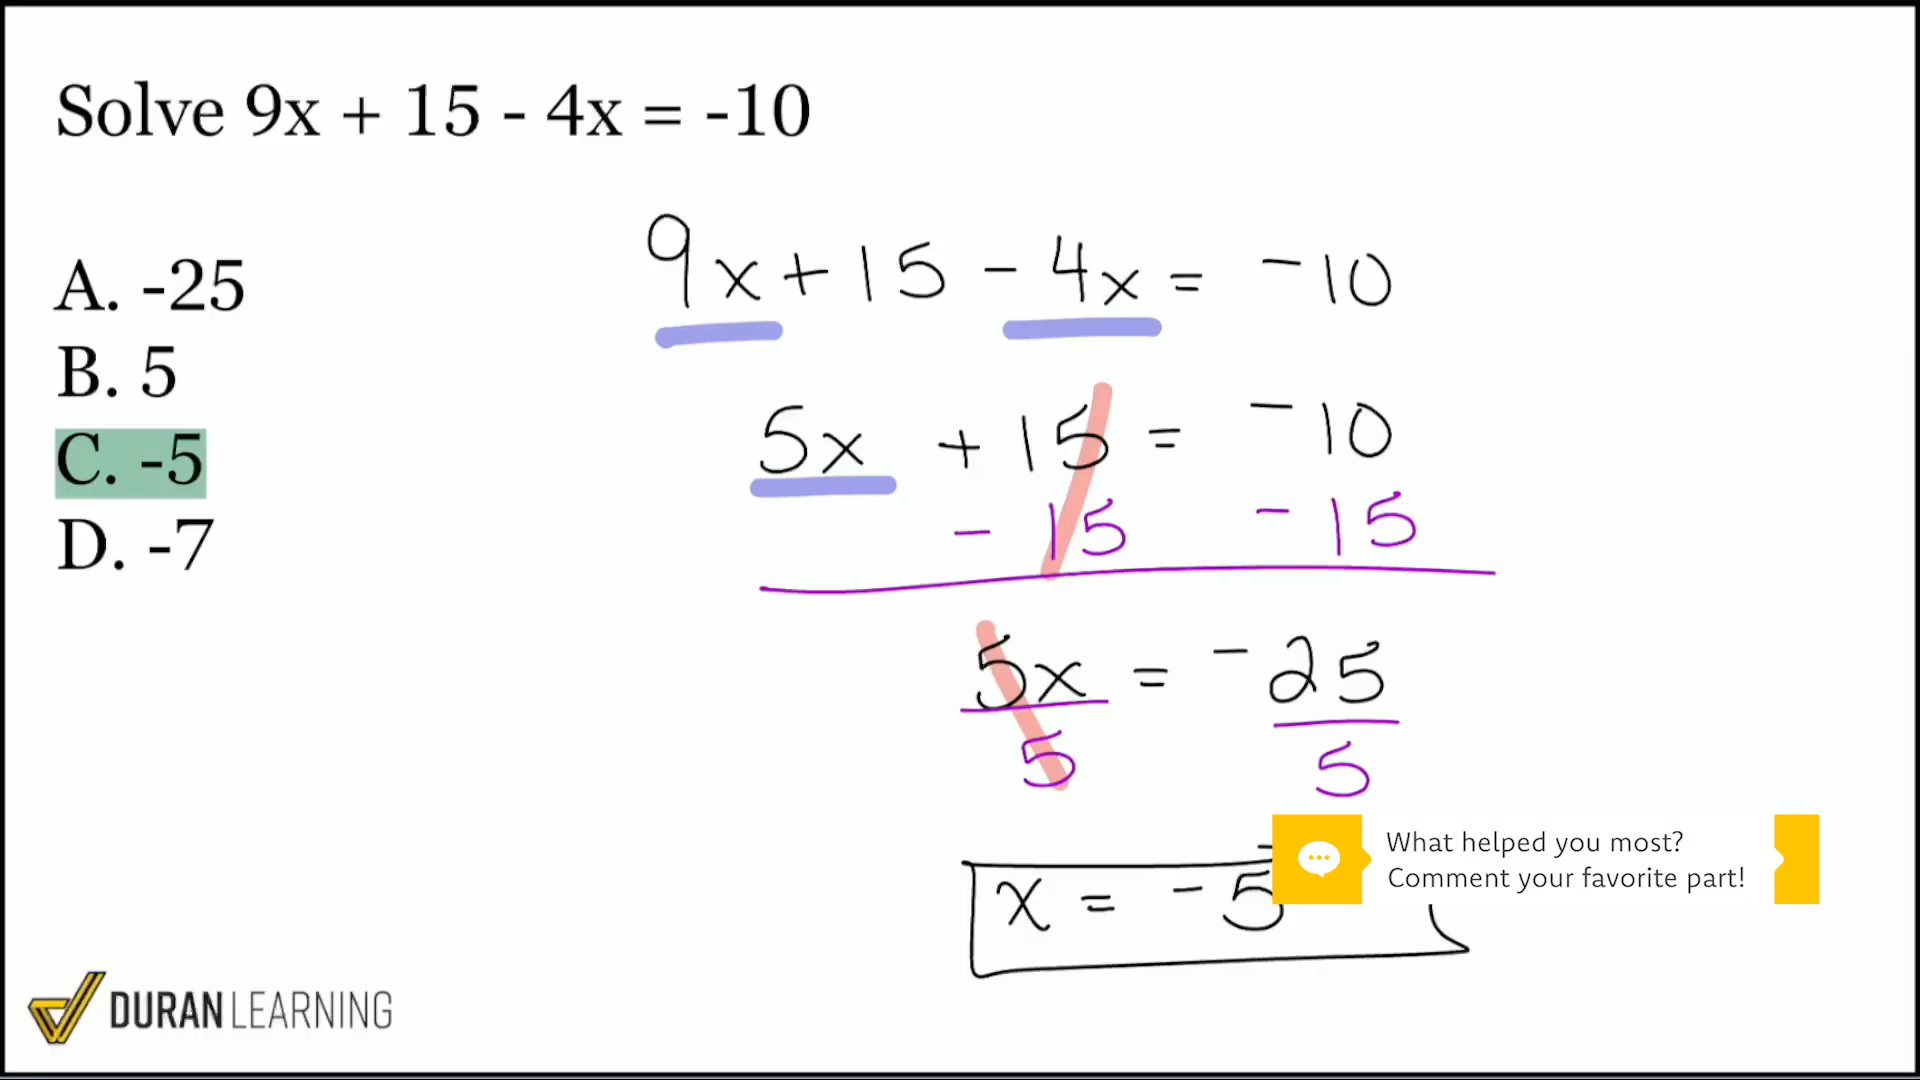 Solve 9x + 15 - 4x = -10
A. -25
B. 5
C. -5
D. -7
9x + 15 - 4x = -10
5x + 15 = -10
- 15 - 15
5x = -25
5 5
x = -5
What helped you most?
Comment your favorite part!
DURAN LEARNING